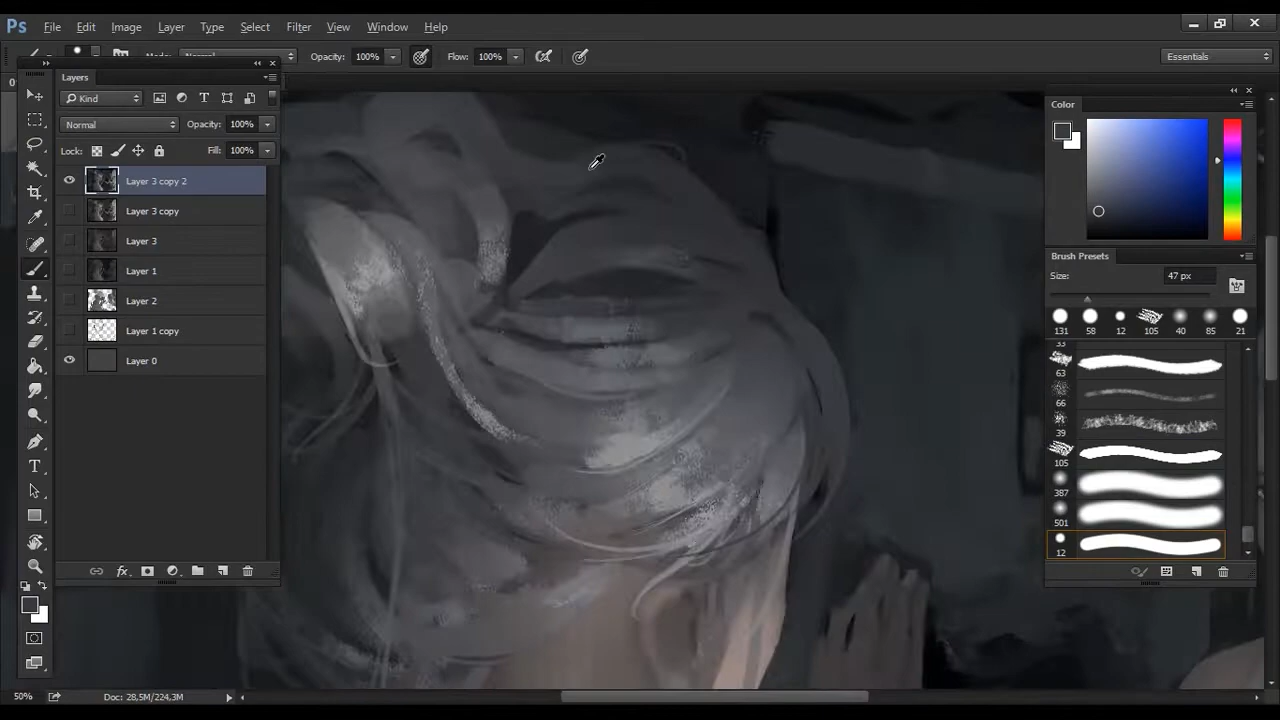 Ps File Edit Image Layer Type Select Filter View Window Help
Opacity: 100% Flow: 100% Essentials
Layers
Kind
Normal Opacity: 100%
Lock: Fill: 100%
Layer 3 copy 2
Layer 3 copy
Layer 3
Layer 1
Layer 2
Layer 1 copy
Layer 0
fx
Color
Brush Presets
Size: 47 px
131 58 12 105 40 85 21
33
63
66
39
105
387
501
12
50% Doc: 28,5M/224,3M